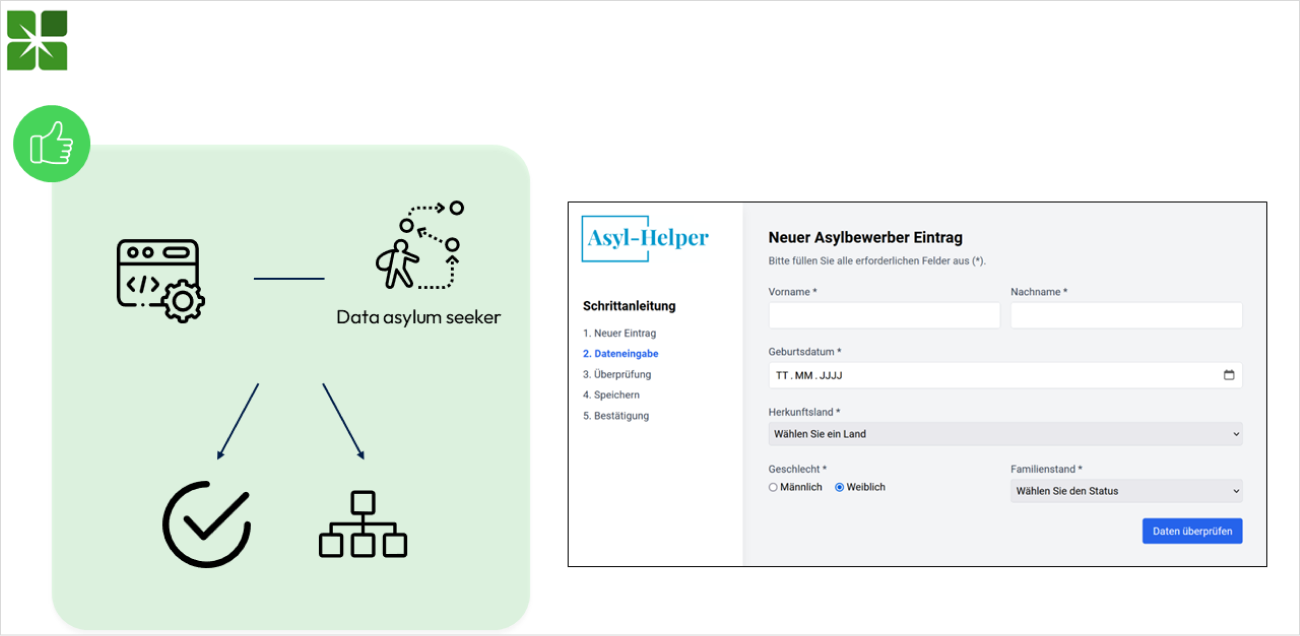 Data asylum seeker
Asyl-Helper
Schrittanleitung
1. Neuer Eintrag
2. Dateneingabe
3. Überprüfung
4. Speichern
5. Bestätigung
Neuer Asylbewerber Eintrag
Bitte füllen Sie alle erforderlichen Felder aus (*).
Vorname * Nachname *
Geburtsdatum *
TT.MM.JJJJ
Herkunftsland *
Wählen Sie ein Land
Geschlecht * Familienstand *
Männlich Weiblich Wählen Sie den Status
Daten überprüfen